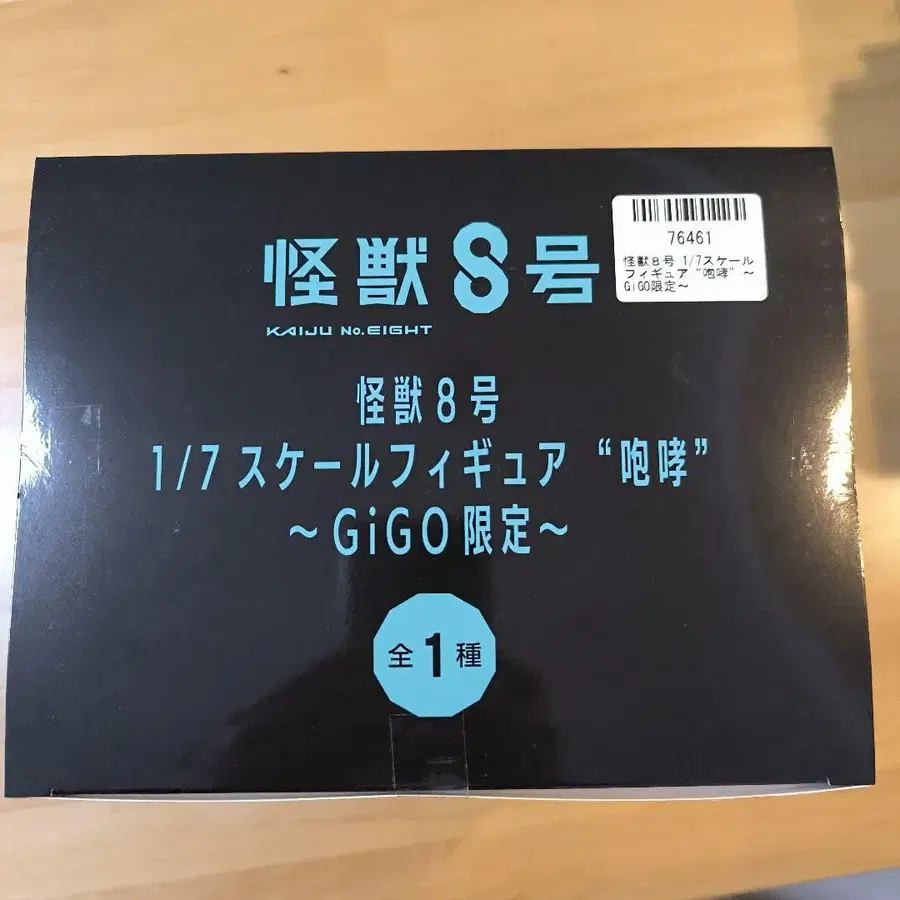 怪獣8号
KAIJU No.EIGHT
76461
怪獣8号 1/7スケール
フィギュア“咆哮”~
GiGO限定~
怪獣8号
1/7スケールフィギュア“咆哮”
~GiGO限定~
全1種